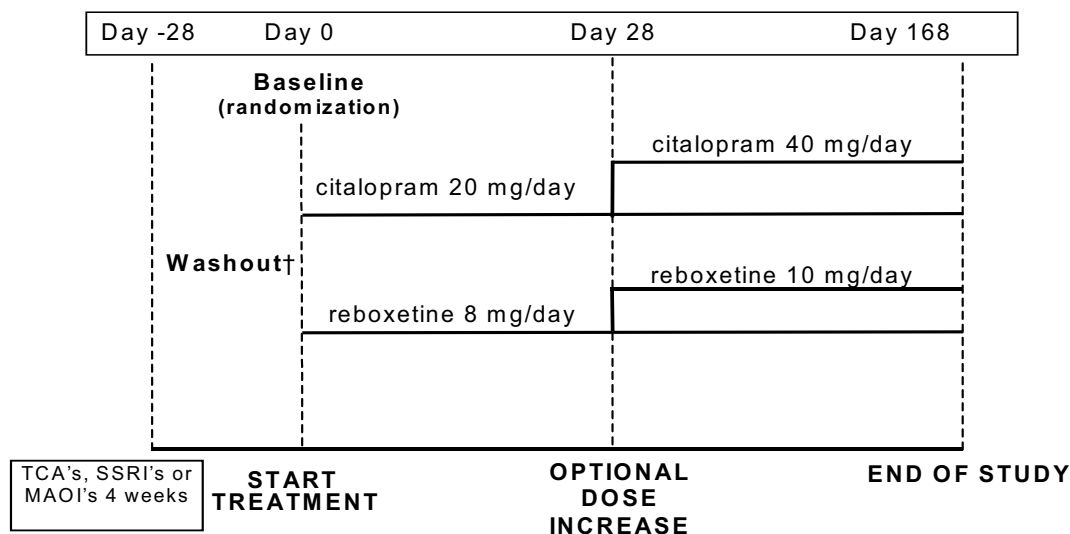 Day -28 Day 0 Day 28 Day 168
Baseline
(randomization)
citalopram 40 mg/day
citalopram 20 mg/day
Washout†
reboxetine 10 mg/day
reboxetine 8 mg/day
TCA's, SSRI's or
MAOI's 4 weeks
START
TREATMENT
OPTIONAL
DOSE
INCREASE
END OF STUDY